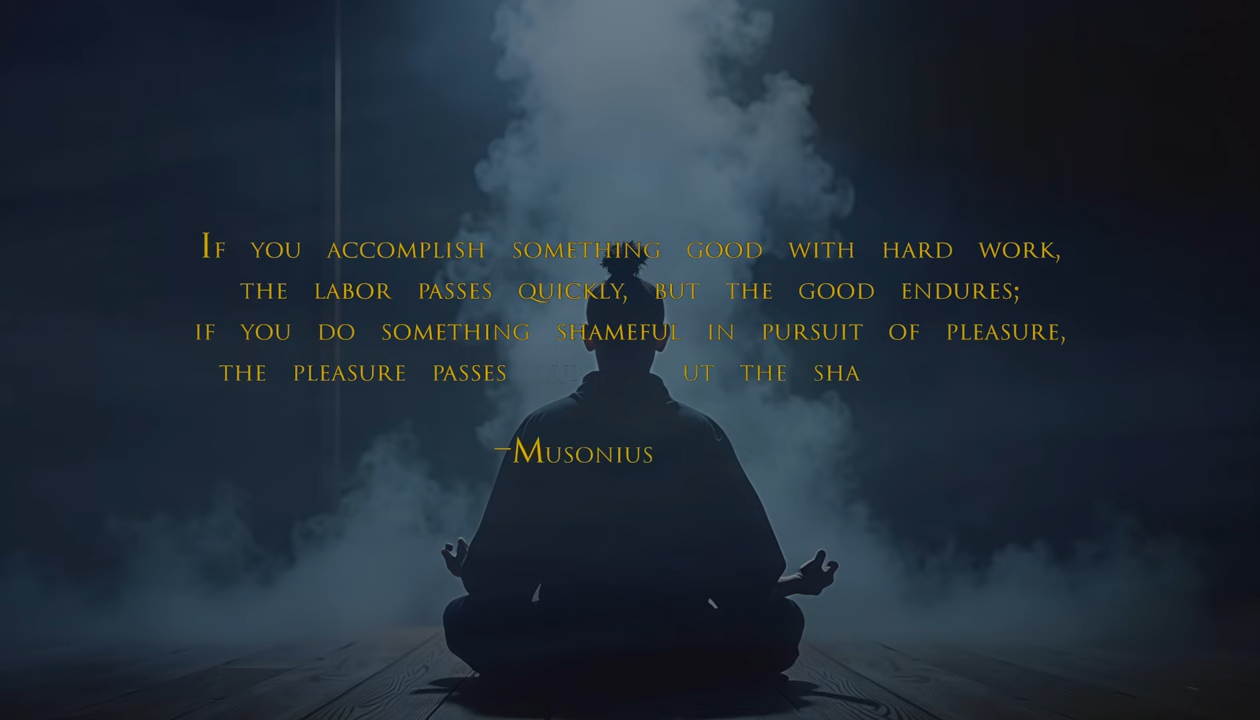 If you accomplish something good with hard work,
the labor passes quickly, but the good endures;
if you do something shameful in pursuit of pleasure,
the pleasure passes ut the sha
–Musonius